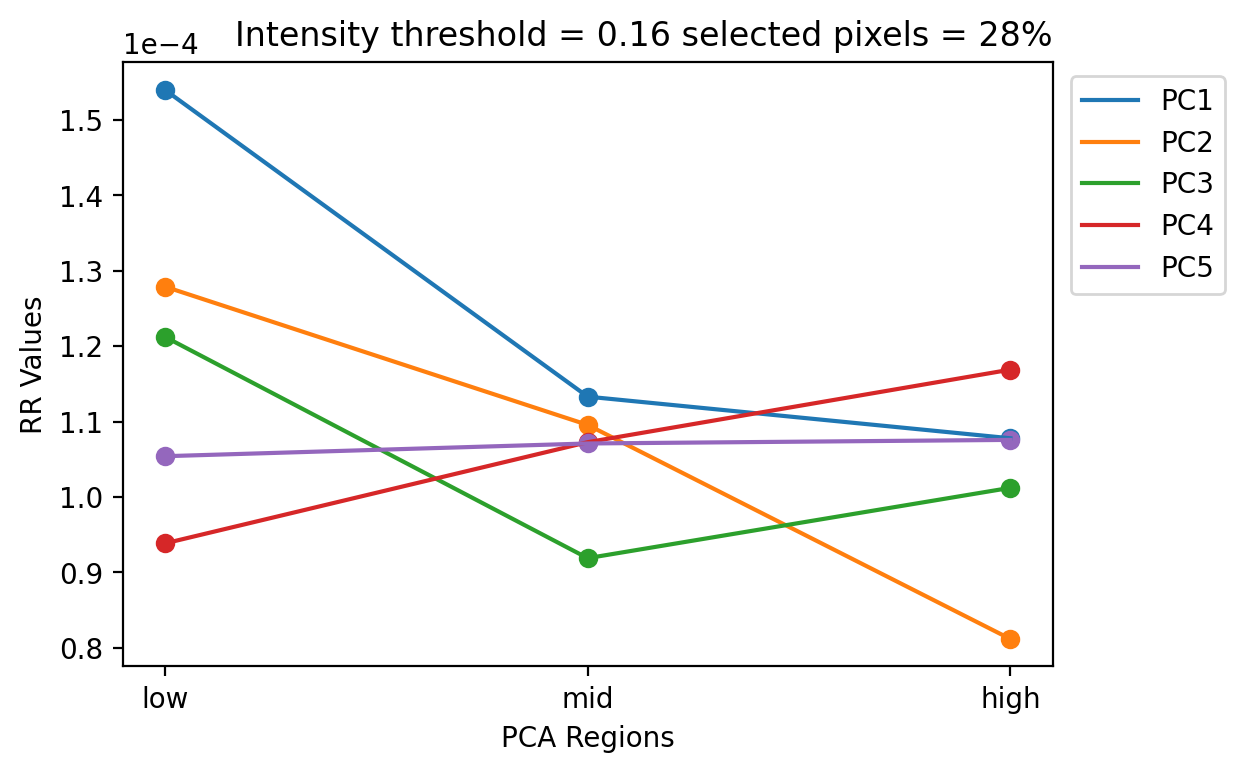 Intensity threshold = 0.16 selected pixels = 28%
1e−4
1.5
1.4
1.3
1.2
1.1
1.0
0.9
0.8
RR Values
low mid high
PCA Regions
PC1
PC2
PC3
PC4
PC5